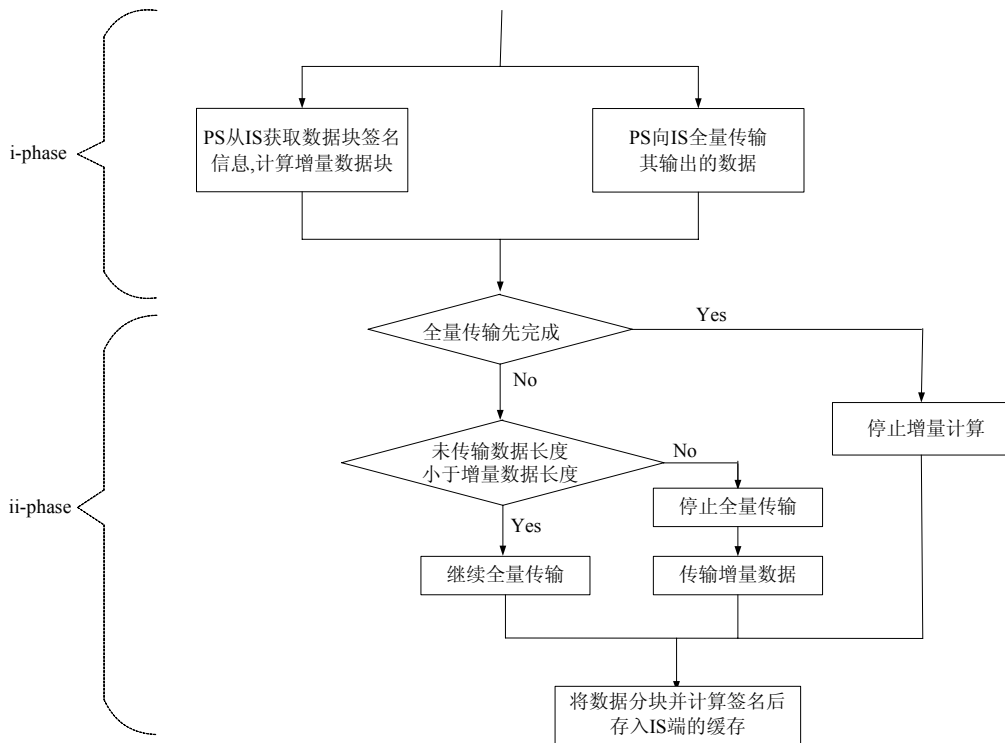 i-phase
PS从IS获取数据块签名
信息,计算增量数据块
PS向IS全量传输
其输出的数据
全量传输先完成
Yes
No
停止增量计算
未传输数据长度
小于增量数据长度
No
Yes
ii-phase
停止全量传输
继续全量传输
传输增量数据
将数据分块并计算签名后
存入IS端的缓存